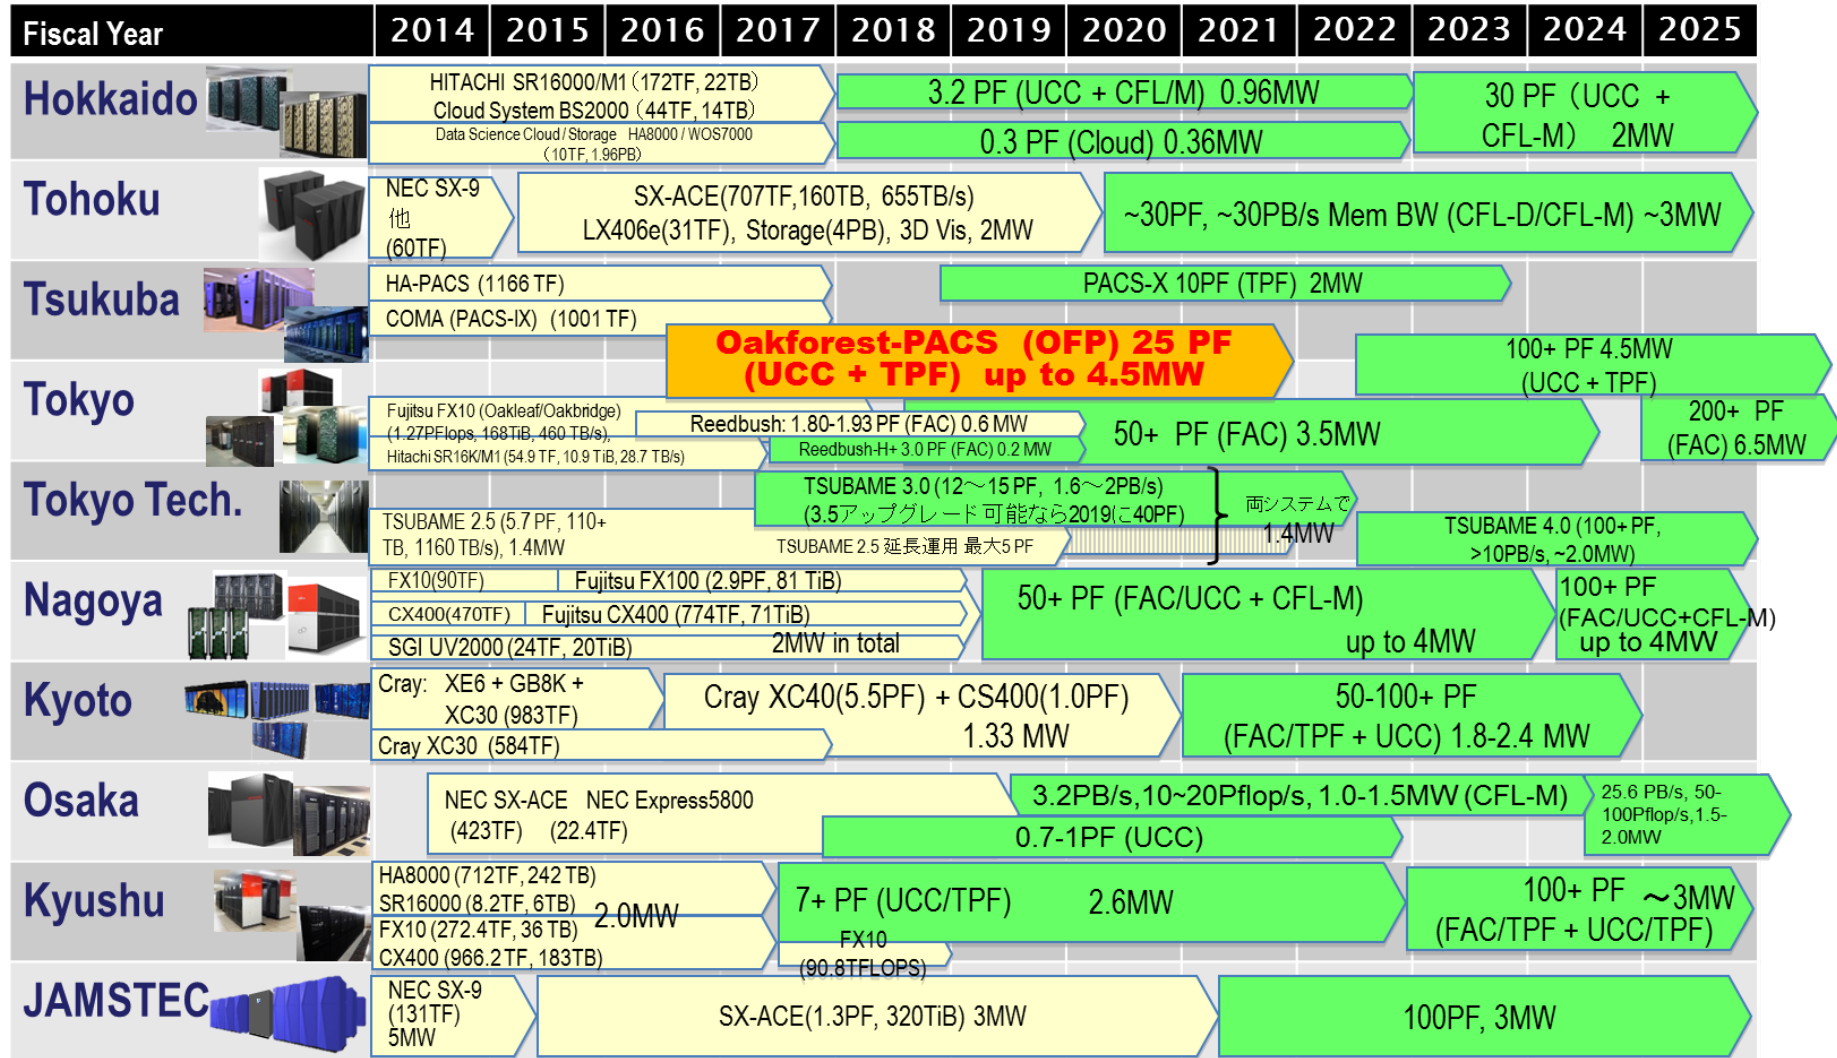 Fiscal Year 2014 2015 2016 2017 2018 2019 2020 2021 2022 2023 2024 2025
Hokkaido
HITACHI SR16000/M1（172TF, 22TB）
Cloud System BS2000（44TF, 14TB）
Data Science Cloud / Storage HA8000 / WOS7000
（10TF, 1.96PB）
3.2 PF (UCC + CFL/M) 0.96MW
0.3 PF (Cloud) 0.36MW
30 PF（UCC +
CFL-M） 2MW
Tohoku
NEC SX-9
他
(60TF)
SX-ACE(707TF,160TB, 655TB/s)
LX406e(31TF), Storage(4PB), 3D Vis, 2MW
~30PF, ~30PB/s Mem BW (CFL-D/CFL-M) ~3MW
Tsukuba
HA-PACS (1166 TF)
COMA (PACS-IX) (1001 TF)
PACS-X 10PF (TPF) 2MW
Oakforest-PACS (OFP) 25 PF
(UCC + TPF) up to 4.5MW
100+ PF 4.5MW
(UCC + TPF)
Tokyo
Fujitsu FX10 (Oakleaf/Oakbridge)
(1.27PFlops, 168TiB, 460 TB/s),
Hitachi SR16K/M1 (54.9 TF, 10.9 TiB, 28.7 TB/s)
Reedbush: 1.80-1.93 PF (FAC) 0.6 MW
Reedbush-H+ 3.0 PF (FAC) 0.2 MW
50+ PF (FAC) 3.5MW
200+ PF
(FAC) 6.5MW
Tokyo Tech.
TSUBAME 2.5 (5.7 PF, 110+
TB, 1160 TB/s), 1.4MW
TSUBAME 3.0 (12～15 PF, 1.6～2PB/s)
(3.5アップグレード可能なら2019に40PF)
TSUBAME 2.5 延長運用 最大5 PF
両システムで
1.4MW
TSUBAME 4.0 (100+ PF,
>10PB/s, ~2.0MW)
Nagoya
FX10(90TF)
Fujitsu FX100 (2.9PF, 81 TiB)
CX400(470TF)
Fujitsu CX400 (774TF, 71TiB)
SGI UV2000 (24TF, 20TiB)
2MW in total
50+ PF (FAC/UCC + CFL-M)
up to 4MW
100+ PF
(FAC/UCC+CFL-M)
up to 4MW
Kyoto
Cray: XE6 + GB8K +
XC30 (983TF)
Cray XC30 (584TF)
Cray XC40(5.5PF) + CS400(1.0PF)
1.33 MW
50-100+ PF
(FAC/TPF + UCC) 1.8-2.4 MW
Osaka
NEC SX-ACE NEC Express5800
(423TF) (22.4TF)
3.2PB/s,10~20Pflop/s, 1.0-1.5MW (CFL-M)
0.7-1PF (UCC)
25.6 PB/s, 50-
100Pflop/s,1.5-
2.0MW
Kyushu
HA8000 (712TF, 242 TB)
SR16000 (8.2TF, 6TB)
2.0MW
FX10 (272.4TF, 36 TB)
CX400 (966.2TF, 183TB)
7+ PF (UCC/TPF) 2.6MW
FX10
(90.8TFLOPS)
100+ PF ～3MW
(FAC/TPF + UCC/TPF)
JAMSTEC
NEC SX-9
(131TF)
5MW
SX-ACE(1.3PF, 320TiB) 3MW
100PF, 3MW